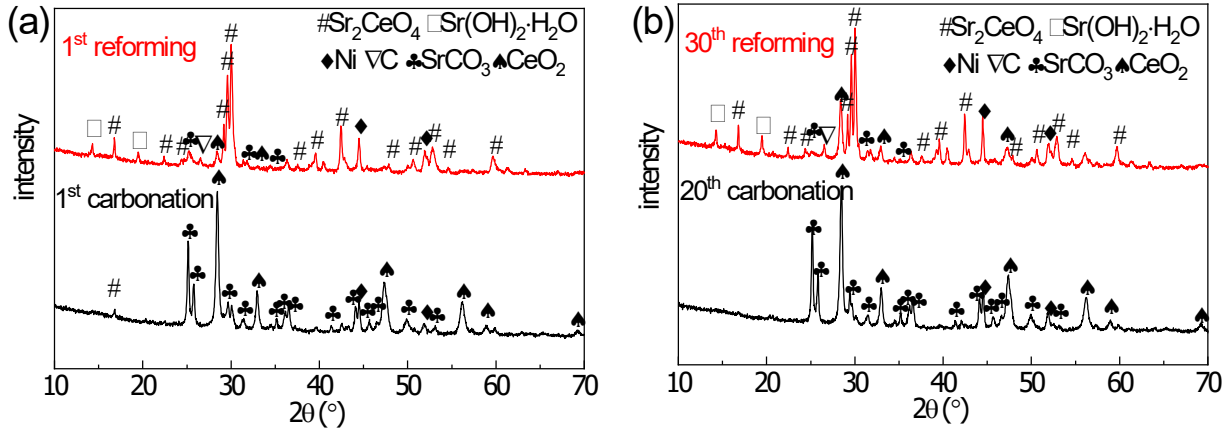 (a)
1st reforming
#Sr2CeO4 □Sr(OH)2·H2O
♦Ni ▽C ♣SrCO3 ♠CeO2
1st carbonation
intensity
10 20 30 40 50 60 70
2θ (°)
(b)
30th reforming
#Sr2CeO4 □Sr(OH)2·H2O
♦Ni ▽C ♣SrCO3 ♠CeO2
20th carbonation
intensity
10 20 30 40 50 60 70
2θ (°)